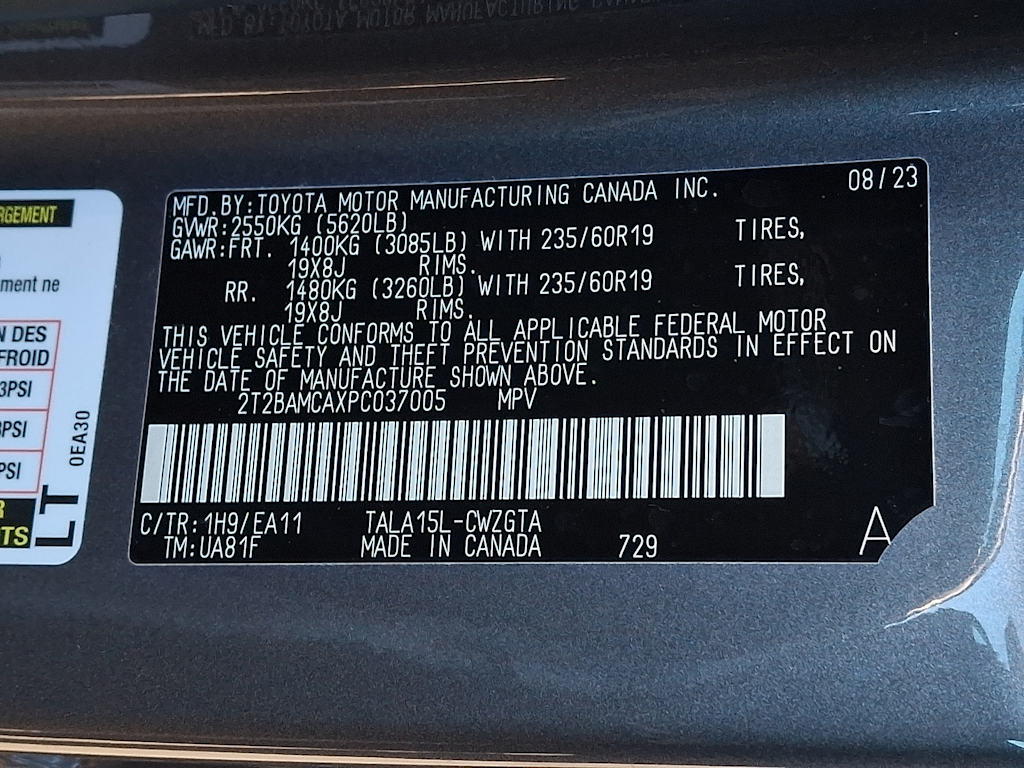 MFD. BY: TOYOTA MOTOR MANUFACTURING CANADA INC. 08/23
GVWR: 2550KG (5620LB)
GAWR: FRT. 1400KG (3085LB) WITH 235/60R19 TIRES,
19X8J RIMS.
RR. 1480KG (3260LB) WITH 235/60R19 TIRES,
19X8J RIMS.
THIS VEHICLE CONFORMS TO ALL APPLICABLE FEDERAL MOTOR
VEHICLE SAFETY AND THEFT PREVENTION STANDARDS IN EFFECT ON
THE DATE OF MANUFACTURE SHOWN ABOVE.
2T2BAMCAXPC037005 MPV
C/TR: 1H9/EA11 TALA15L-CWZGTA
TM: UA81F MADE IN CANADA 729
A
RGEMENT
ment ne
N DES
FROID
3PSI
PSI
PSI
0EA30
LT
R
TS